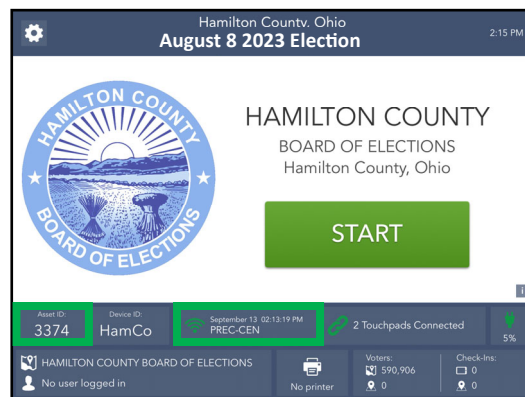 Hamilton County, Ohio
August 8 2023 Election
2:15 PM
HAMILTON COUNTY
BOARD OF ELECTIONS
HAMILTON COUNTY
BOARD OF ELECTIONS
Hamilton County, Ohio
START
i
Asset ID:
3374
Device ID:
HamCo
September 13 02:13:19 PM
PREC-CEN
2 Touchpads Connected
5%
HAMILTON COUNTY BOARD OF ELECTIONS
No user logged in
No printer
Voters:
590,906
0
Check-Ins:
0
0